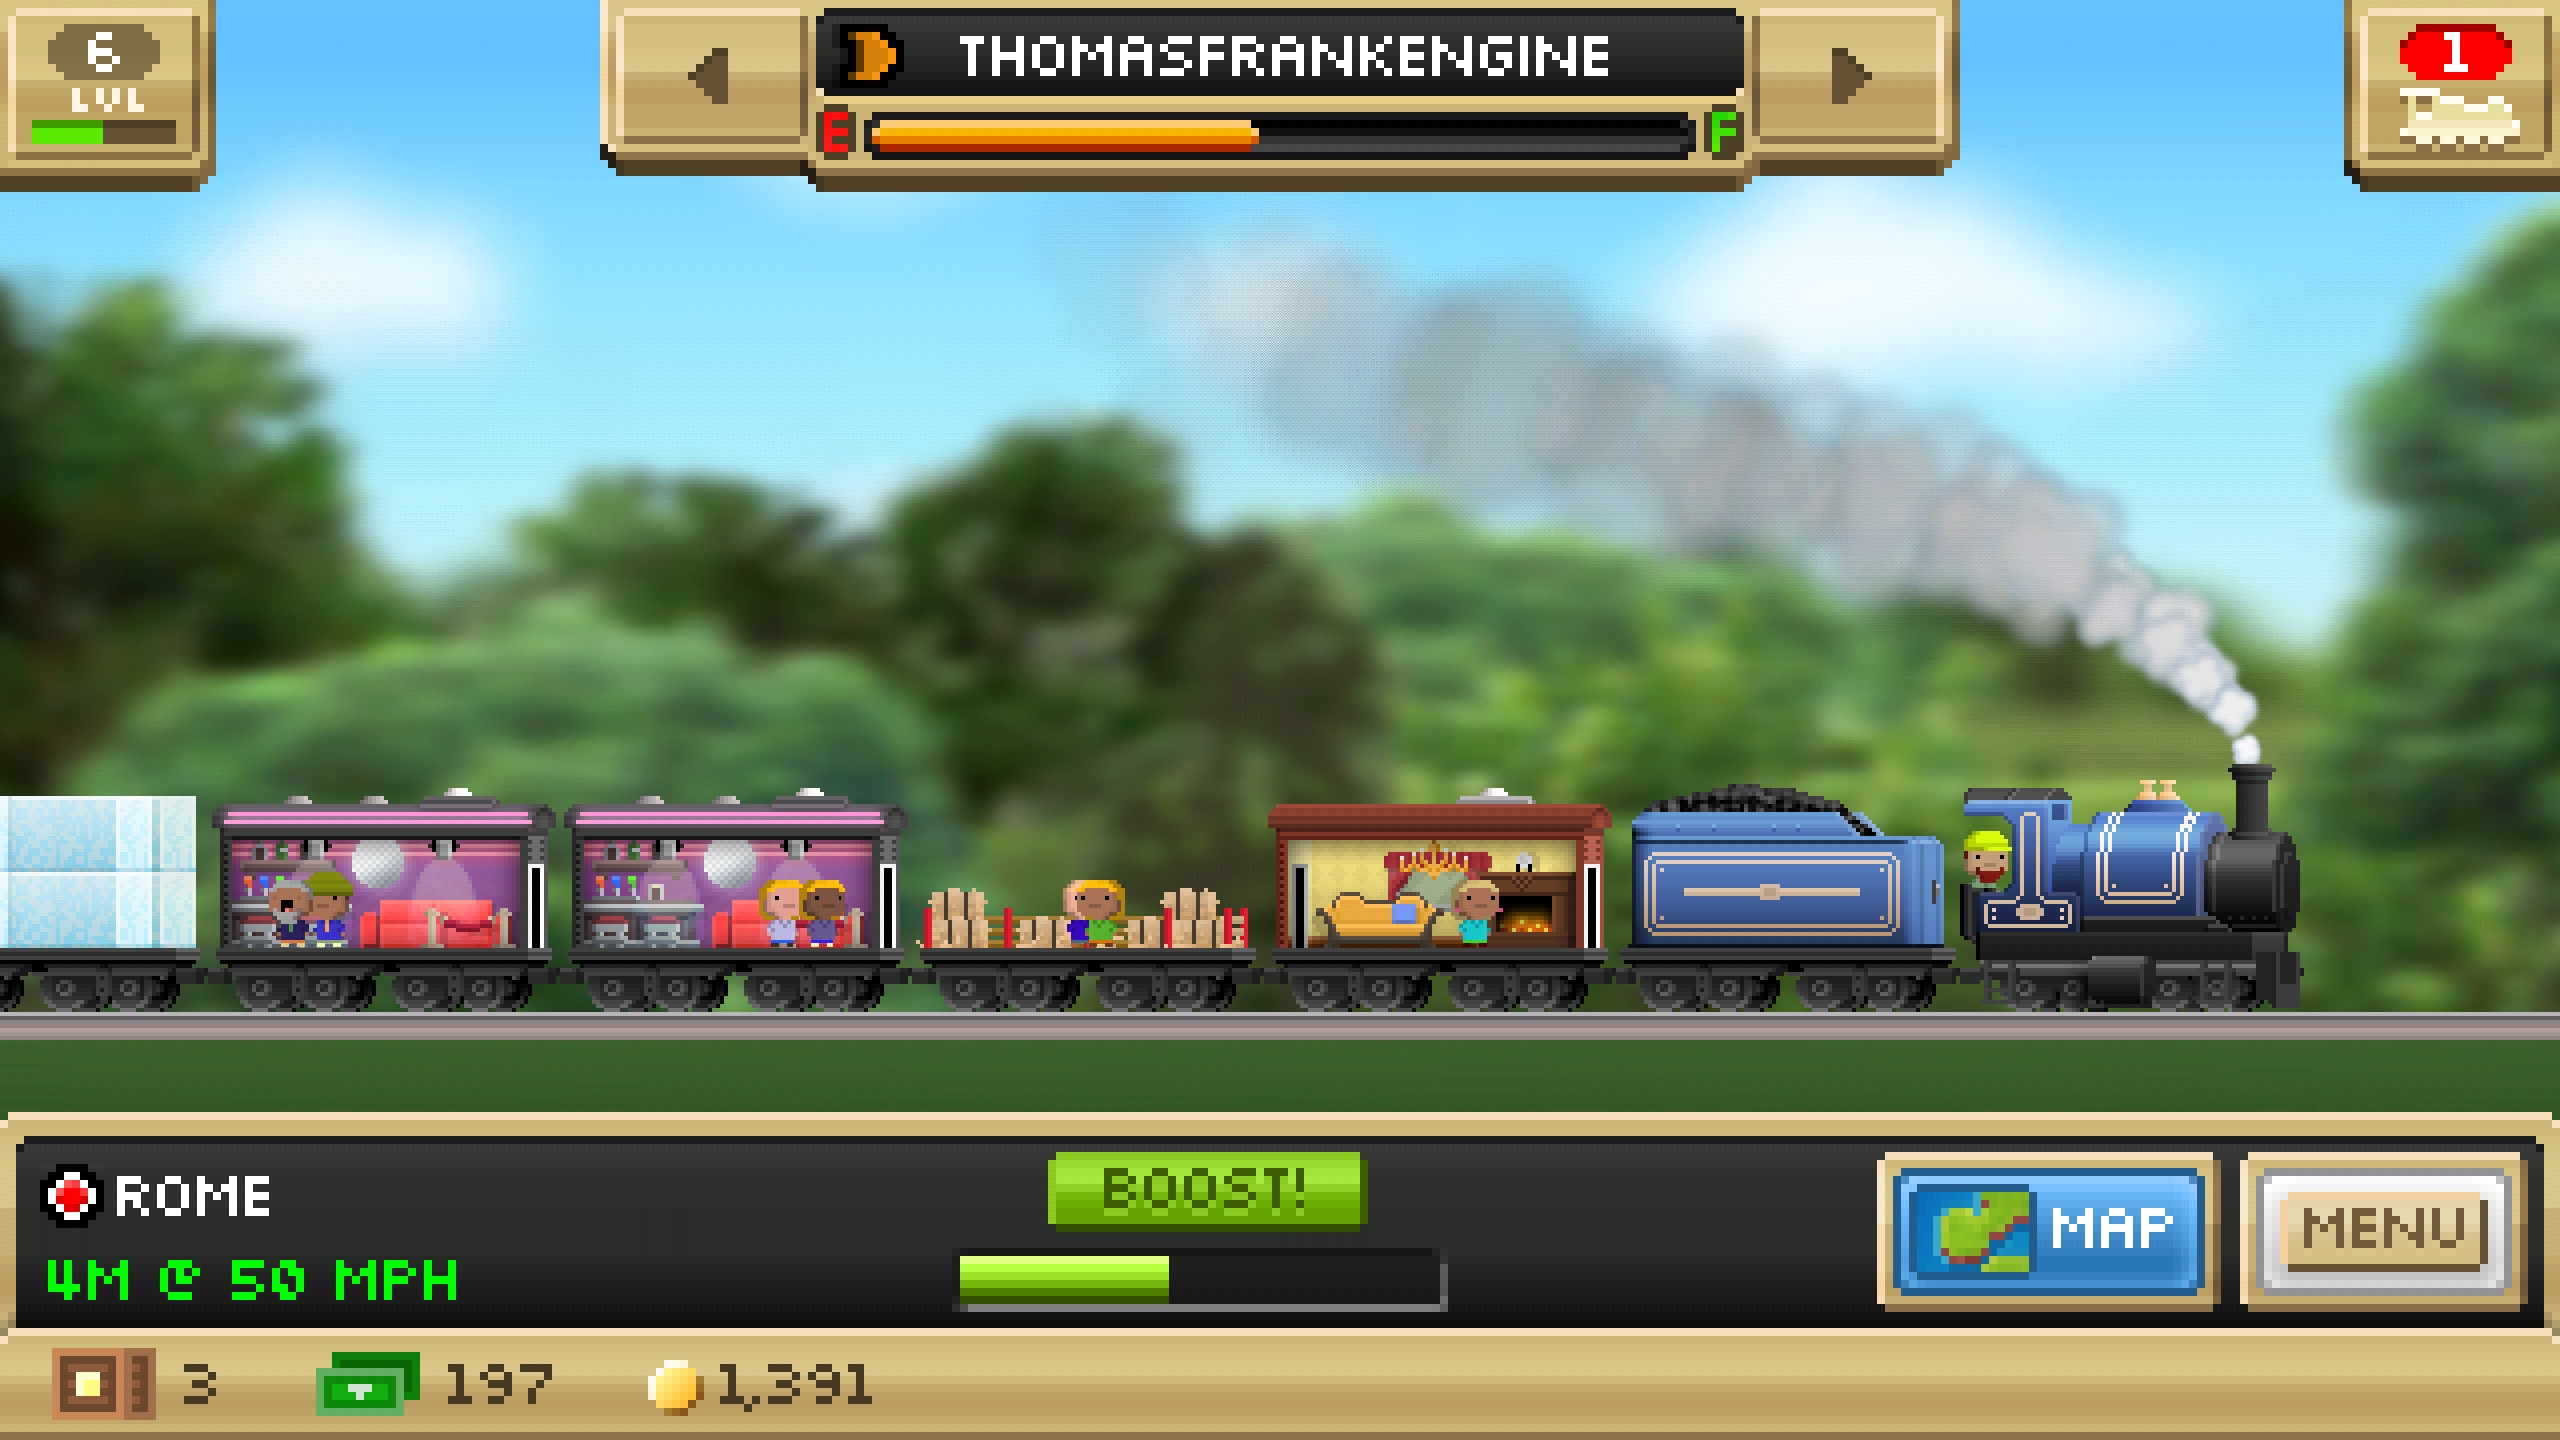 6
LVL
THOMASFRANKENGINE
E F
1
ROME
4M @ 50 MPH
BOOST!
MAP
MENU
3 197 1,391